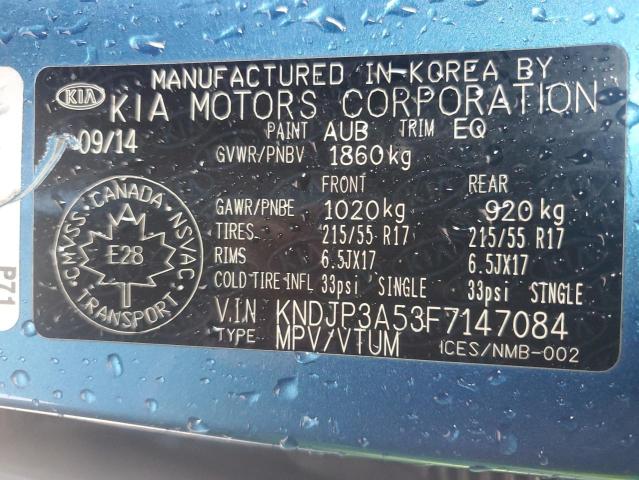 MANUFACTURED IN KOREA BY
KIA KIA MOTORS CORPORATION
09/14 PAINT AUB TRIM EQ
GVWR/PNBV 1860kg
FRONT REAR
GAWR/PNBE 1020kg 920kg
TIRES 215/55 R17 215/55 R17
RIMS 6.5JX17 6.5JX17
COLD TIRE INFL 33psi SINGLE 33psi SINGLE
V.I.N KNDJP3A53F7147084
TYPE MPV/VTUM ICES/NMB-002
CANADA
CMVSS NSVAC
A
E28
TRANSPORT
P71